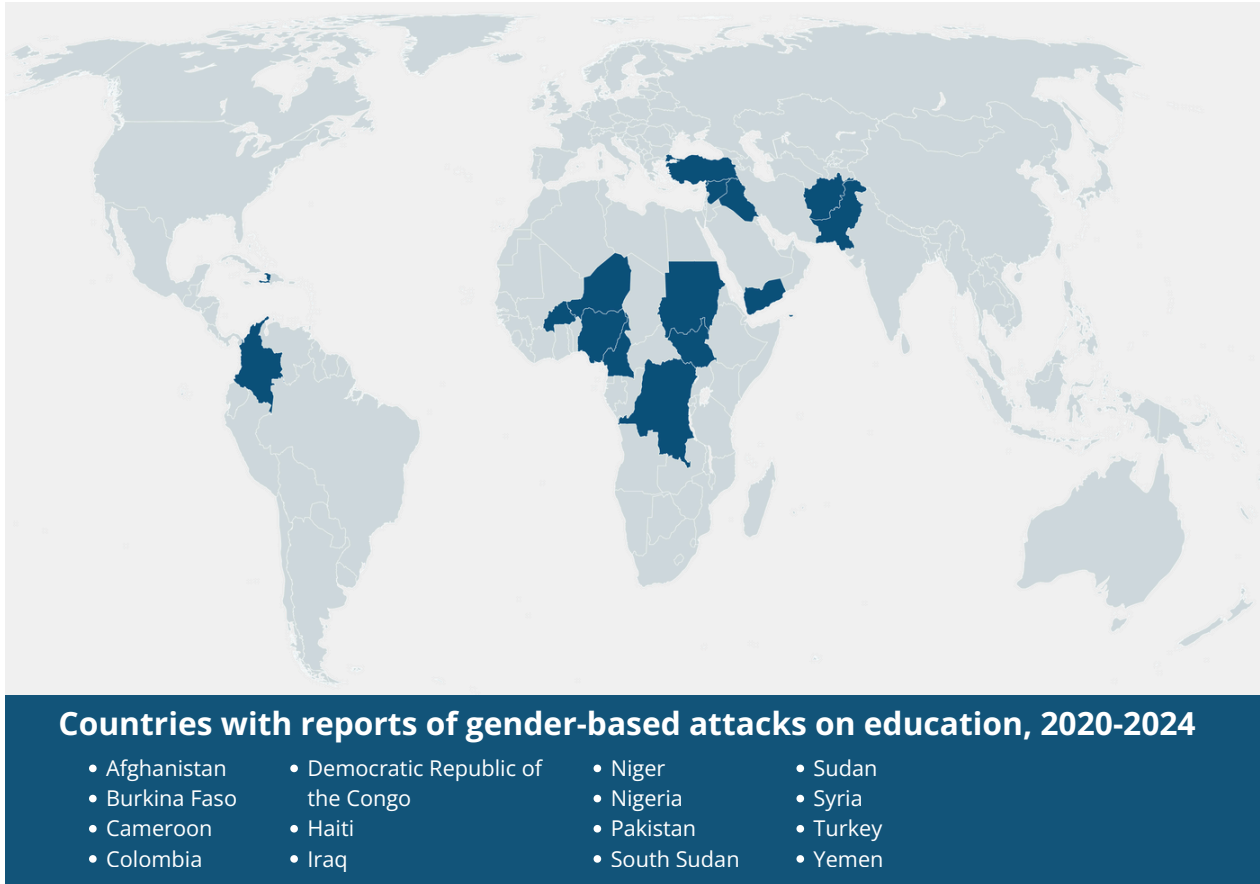 Countries with reports of gender-based attacks on education, 2020-2024
• Afghanistan
• Burkina Faso
• Cameroon
• Colombia
• Democratic Republic of
the Congo
• Haiti
• Iraq
• Niger
• Nigeria
• Pakistan
• South Sudan
• Sudan
• Syria
• Turkey
• Yemen